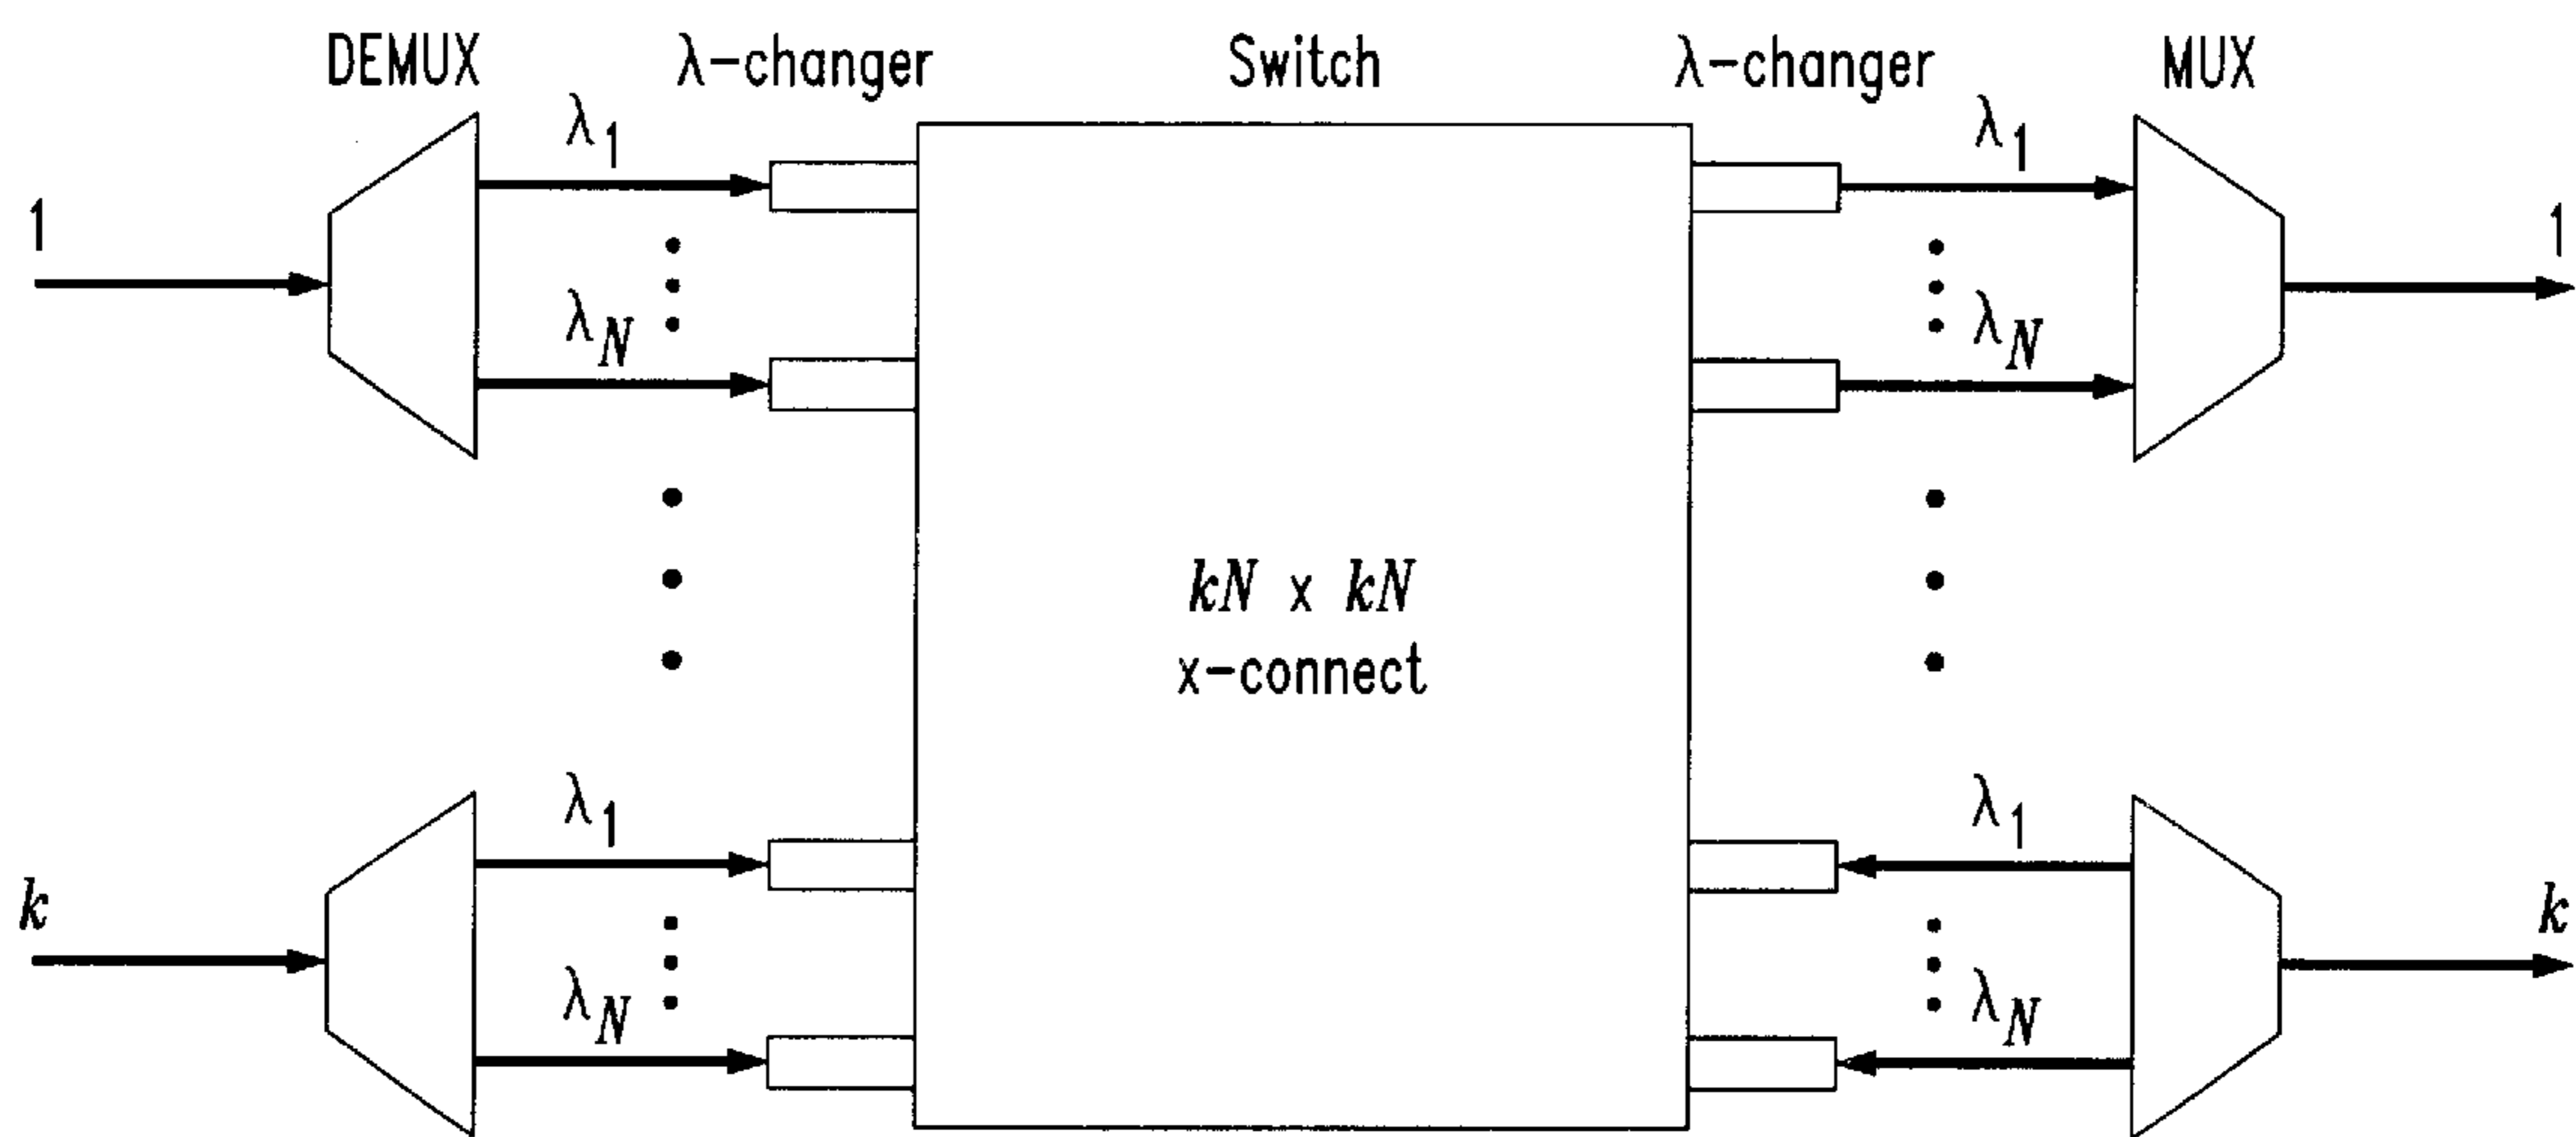 DEMUX λ-changer Switch λ-changer MUX
λ1 λ1
1 1
λN λN
kN x kN
x-connect
λ1 λ1
k k
λN λN